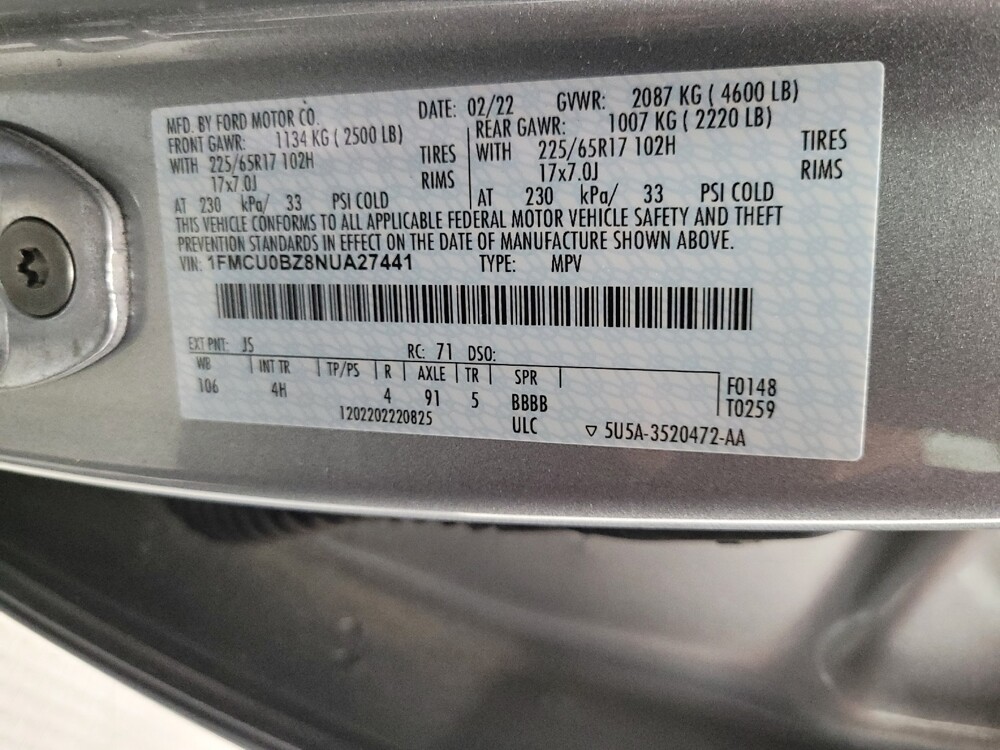 MFD. BY FORD MOTOR CO. DATE: 02/22 GVWR: 2087 KG ( 4600 LB)
FRONT GAWR: 1134 KG ( 2500 LB) REAR GAWR: 1007 KG ( 2220 LB)
WITH 225/65R17 102H TIRES WITH 225/65R17 102H TIRES
17x7.0J RIMS 17x7.0J RIMS
AT 230 kPa/ 33 PSI COLD AT 230 kPa/ 33 PSI COLD
THIS VEHICLE CONFORMS TO ALL APPLICABLE FEDERAL MOTOR VEHICLE SAFETY AND THEFT
PREVENTION STANDARDS IN EFFECT ON THE DATE OF MANUFACTURE SHOWN ABOVE.
VIN: 1FMCU0BZ8NUA27441 TYPE: MPV
EXT PNT: JS RC: 71 DSO:
WB INT TR TP/PS R AXLE TR SPR
106 4H 4 91 5 BBBB F0148
T0259
1202202220825 ULC ▽ 5U5A-3520472-AA